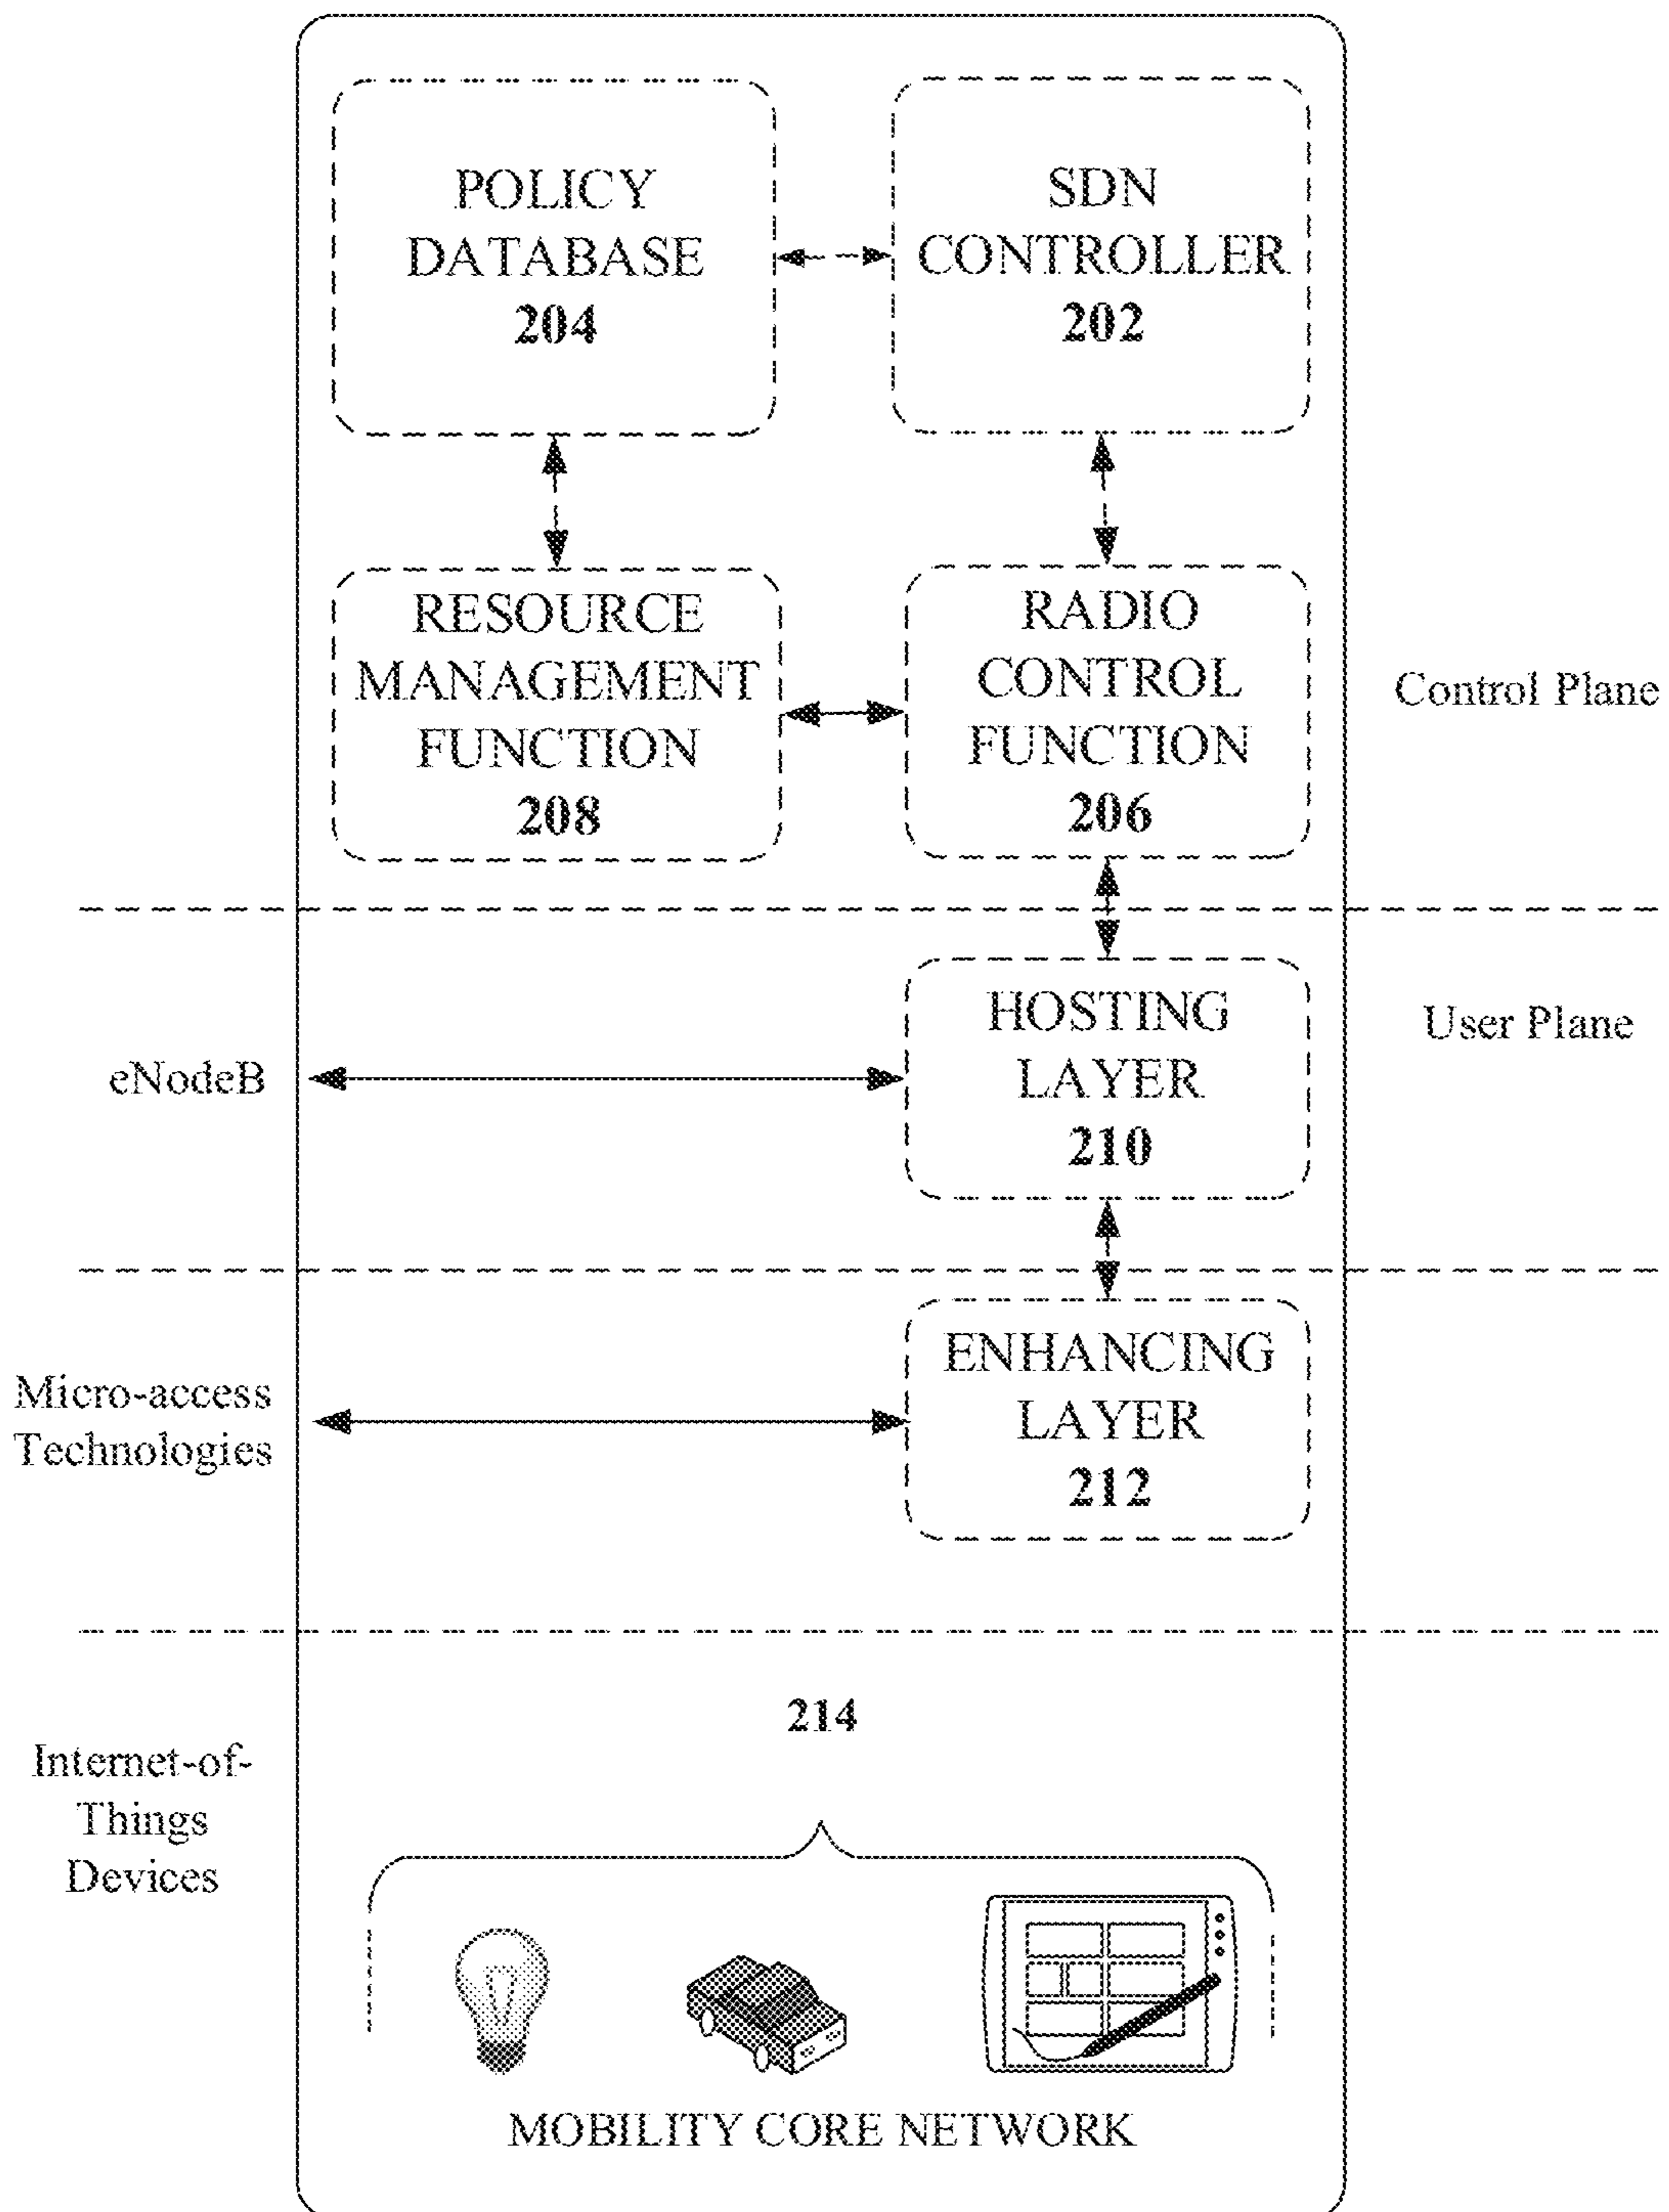 POLICY
DATABASE
204
SDN
CONTROLLER
202
RESOURCE
MANAGEMENT
FUNCTION
208
RADIO
CONTROL
FUNCTION
206
Control Plane
HOSTING
LAYER
210
User Plane
eNodeB
ENHANCING
LAYER
212
Micro-access
Technologies
214
Internet-of-
Things
Devices
MOBILITY CORE NETWORK